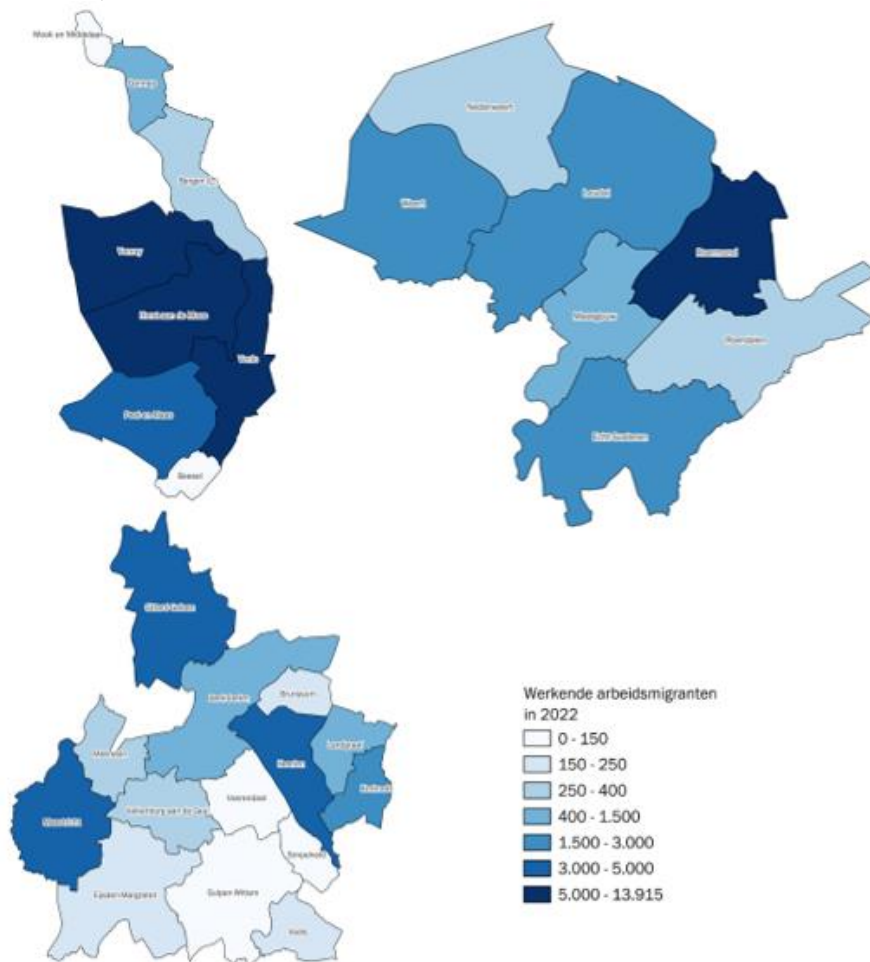 Mook en Middelaar
Gennep
Bergen (L)
Venray
Horst aan de Maas
Venlo
Peel en Maas
Beesel
Nederweert
Weert
Leudal
Roermond
Maasgouw
Roerdalen
Echt-Susteren
Sittard-Geleen
Beekdaelen
Brunssum
Landgraaf
Heerlen
Kerkrade
Meerssen
Maastricht
Valkenburg aan de Geul
Voerendaal
Simpelveld
Gulpen-Wittem
Eijsden-Margraten
Vaals
Werkende arbeidsmigranten
in 2022
0 - 150
150 - 250
250 - 400
400 - 1.500
1.500 - 3.000
3.000 - 5.000
5.000 - 13.915